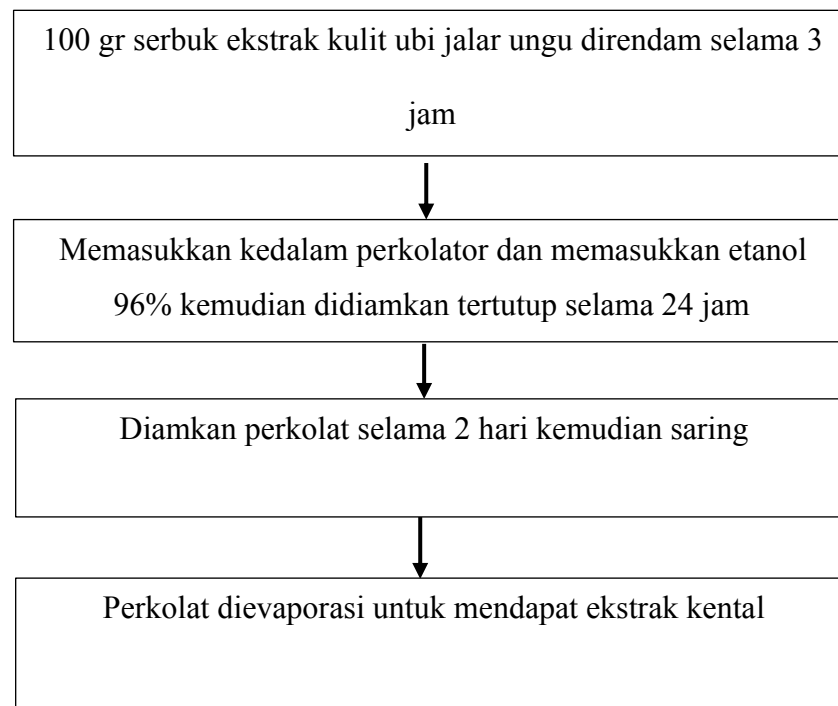 100 gr serbuk ekstrak kulit ubi jalar ungu direndam selama 3
jam
Memasukkan kedalam perkolator dan memasukkan etanol
96% kemudian didiamkan tertutup selama 24 jam
Diamkan perkolat selama 2 hari kemudian saring
Perkolat dievaporasi untuk mendapat ekstrak kental